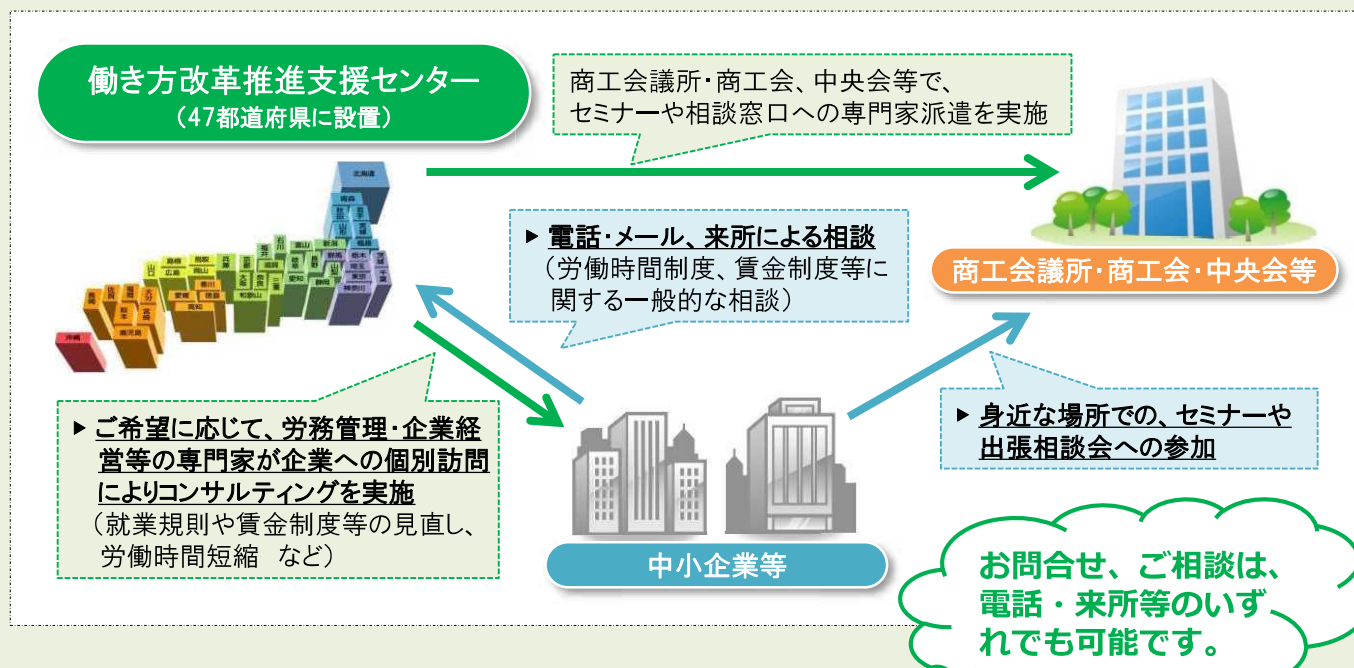 働き方改革推進支援センター
（47都道府県に設置）
商工会議所・商工会、中央会等で、
セミナーや相談窓口への専門家派遣を実施
北海道
青森
▶ 電話・メール、来所による相談
（労働時間制度、賃金制度等に
関する一般的な相談）
商工会議所・商工会・中央会等
▶ ご希望に応じて、労務管理・企業経
営等の専門家が企業への個別訪問
によりコンサルティングを実施
（就業規則や賃金制度等の見直し、
労働時間短縮　など）
▶ 身近な場所での、セミナーや
出張相談会への参加
中小企業等
お問合せ、ご相談は、
電話・来所等のいず
れでも可能です。